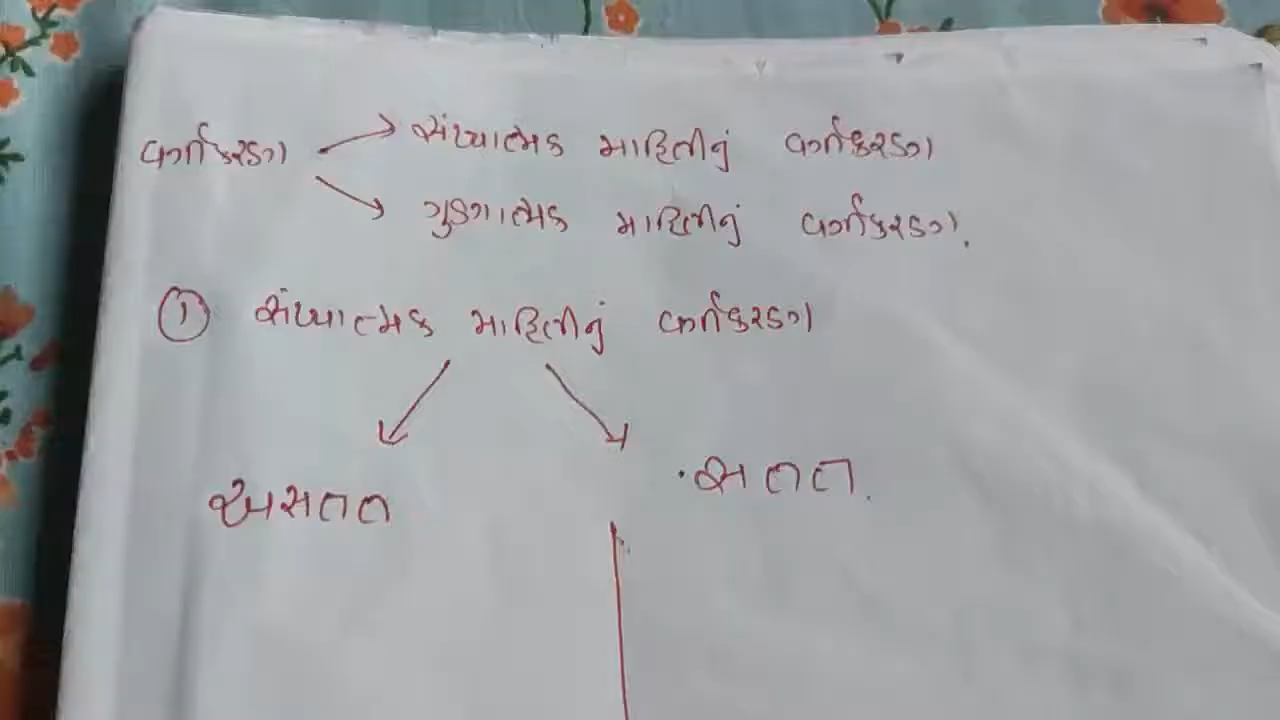 વર્ગીકરણ → સંખ્યાત્મક માહિતીનું વર્ગીકરણ
→ ગુણાત્મક માહિતીનું વર્ગીકરણ.
① સંખ્યાત્મક માહિતીનું વર્ગીકરણ
અસતત
સતત.